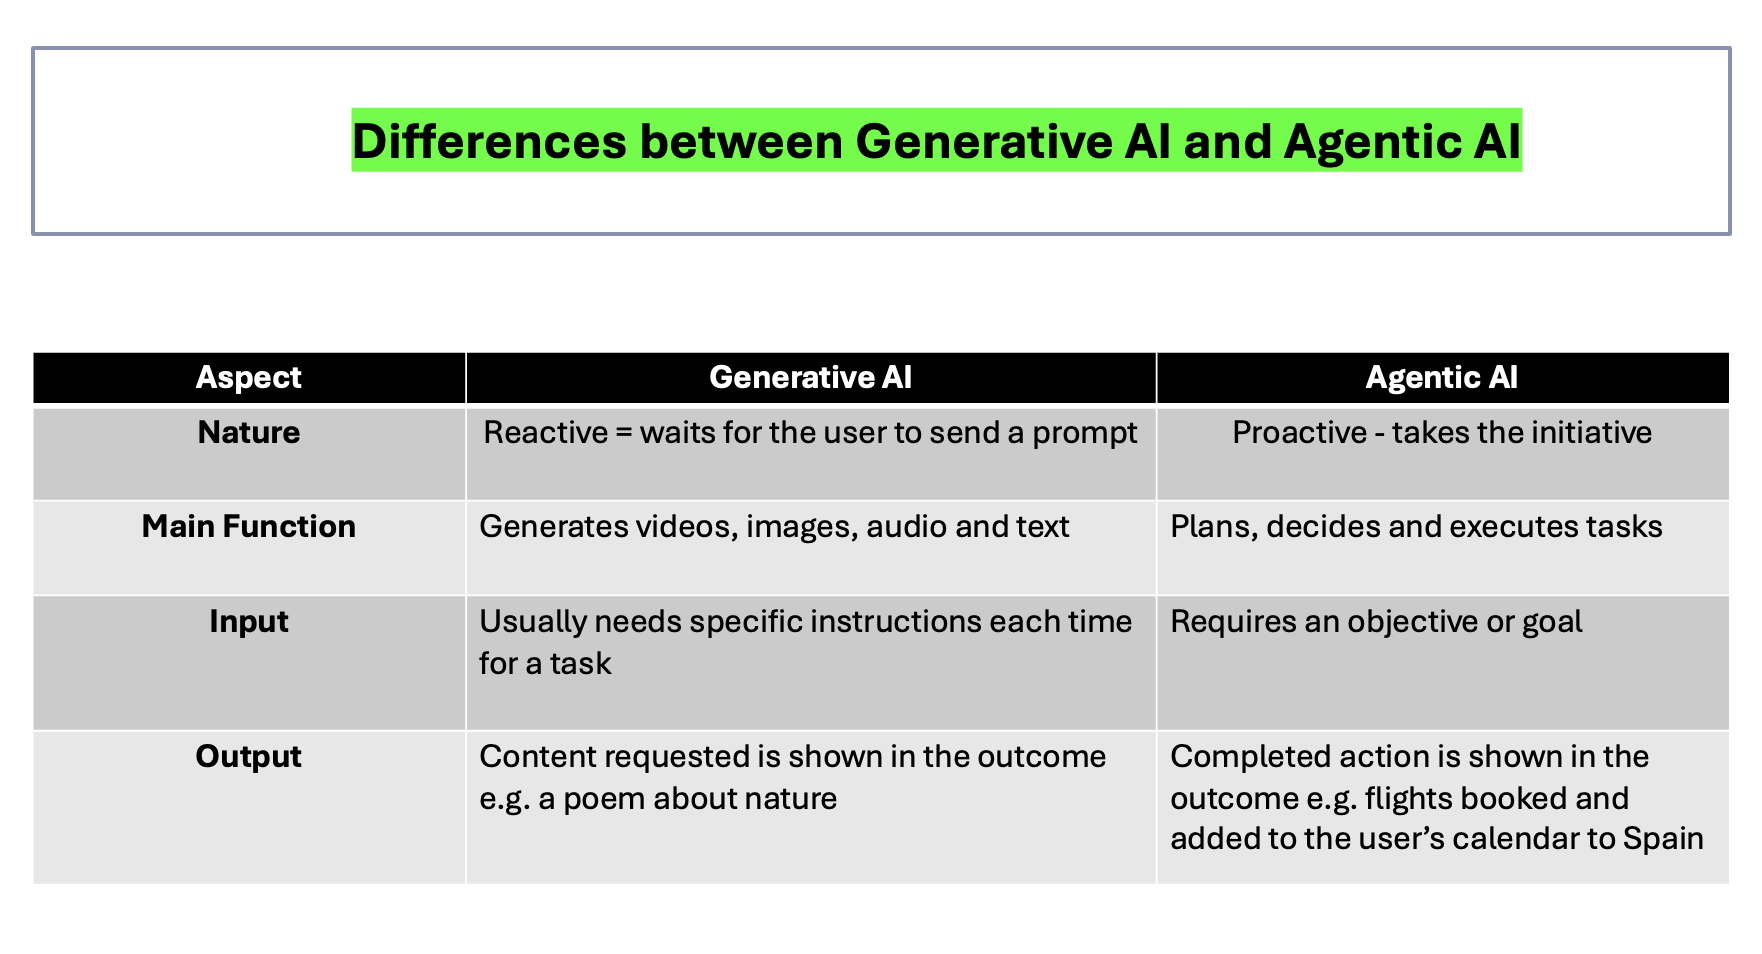 Differences between Generative AI and Agentic AI
Aspect
Generative AI
Agentic AI
Nature
Reactive = waits for the user to send a prompt
Proactive - takes the initiative
Main Function
Generates videos, images, audio and text
Plans, decides and executes tasks
Input
Usually needs specific instructions each time
for a task
Requires an objective or goal
Output
Content requested is shown in the outcome
e.g. a poem about nature
Completed action is shown in the
outcome e.g. flights booked and
added to the user’s calendar to Spain